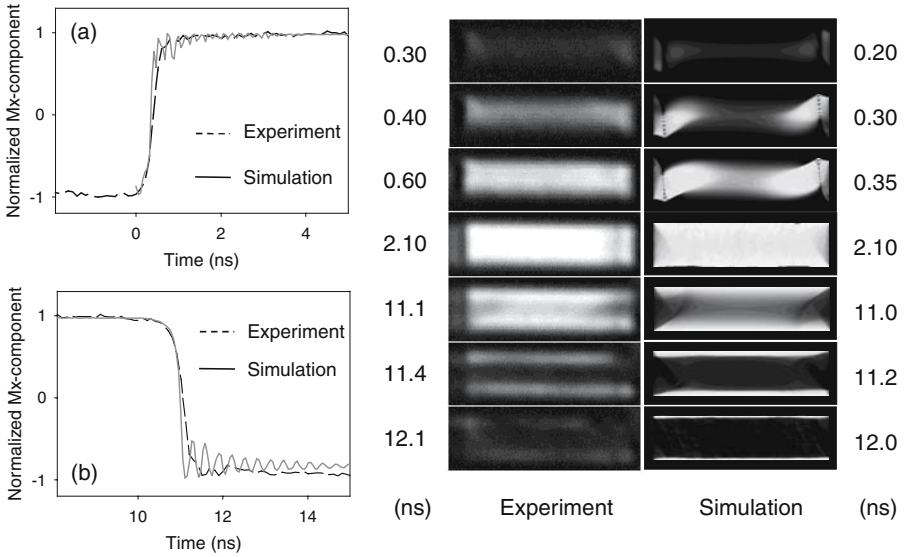 (a)
Normalized Mx-component
1
0
-1
Experiment
Simulation
0
2
4
Time (ns)
(b)
Normalized Mx-component
1
0
-1
Experiment
Simulation
10
12
14
Time (ns)
0.30
0.20
0.40
0.30
0.60
0.35
2.10
2.10
11.1
11.0
11.4
11.2
12.1
12.0
(ns)
Experiment
Simulation
(ns)